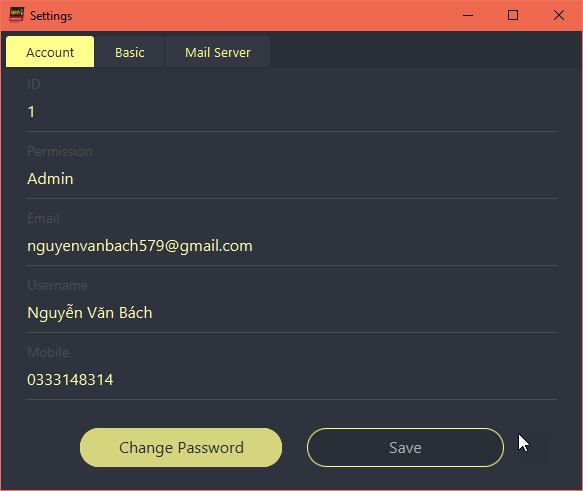 Settings
Account Basic Mail Server
ID
1
Permission
Admin
Email
nguyenvanbach579@gmail.com
Username
Nguyễn Văn Bách
Mobile
0333148314
Change Password Save